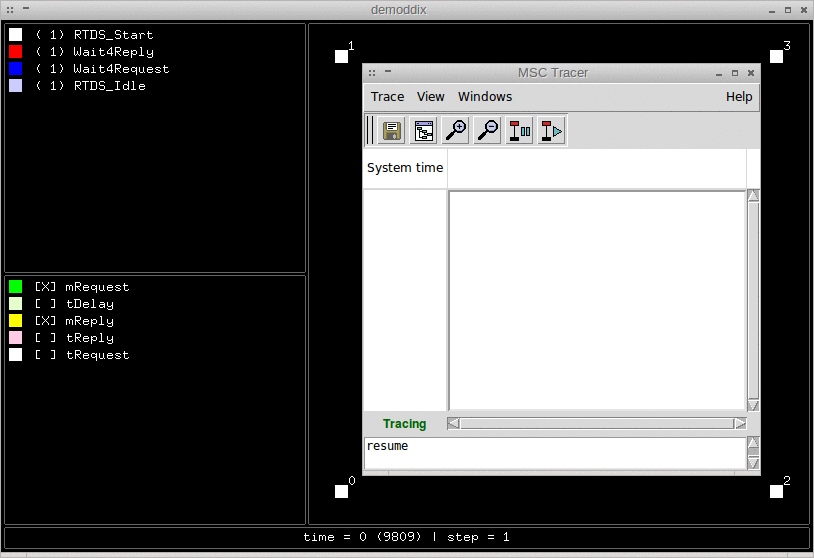 demoddix
( 1) RTDS_Start
( 1) Wait4Reply
( 1) Wait4Request
( 1) RTDS_Idle
[X] mRequest
[ ] tDelay
[X] mReply
[ ] tReply
[ ] tRequest
1
3
MSC Tracer
Trace View Windows Help
System time
Tracing
resume
0
2
time = 0 (9809) | step = 1